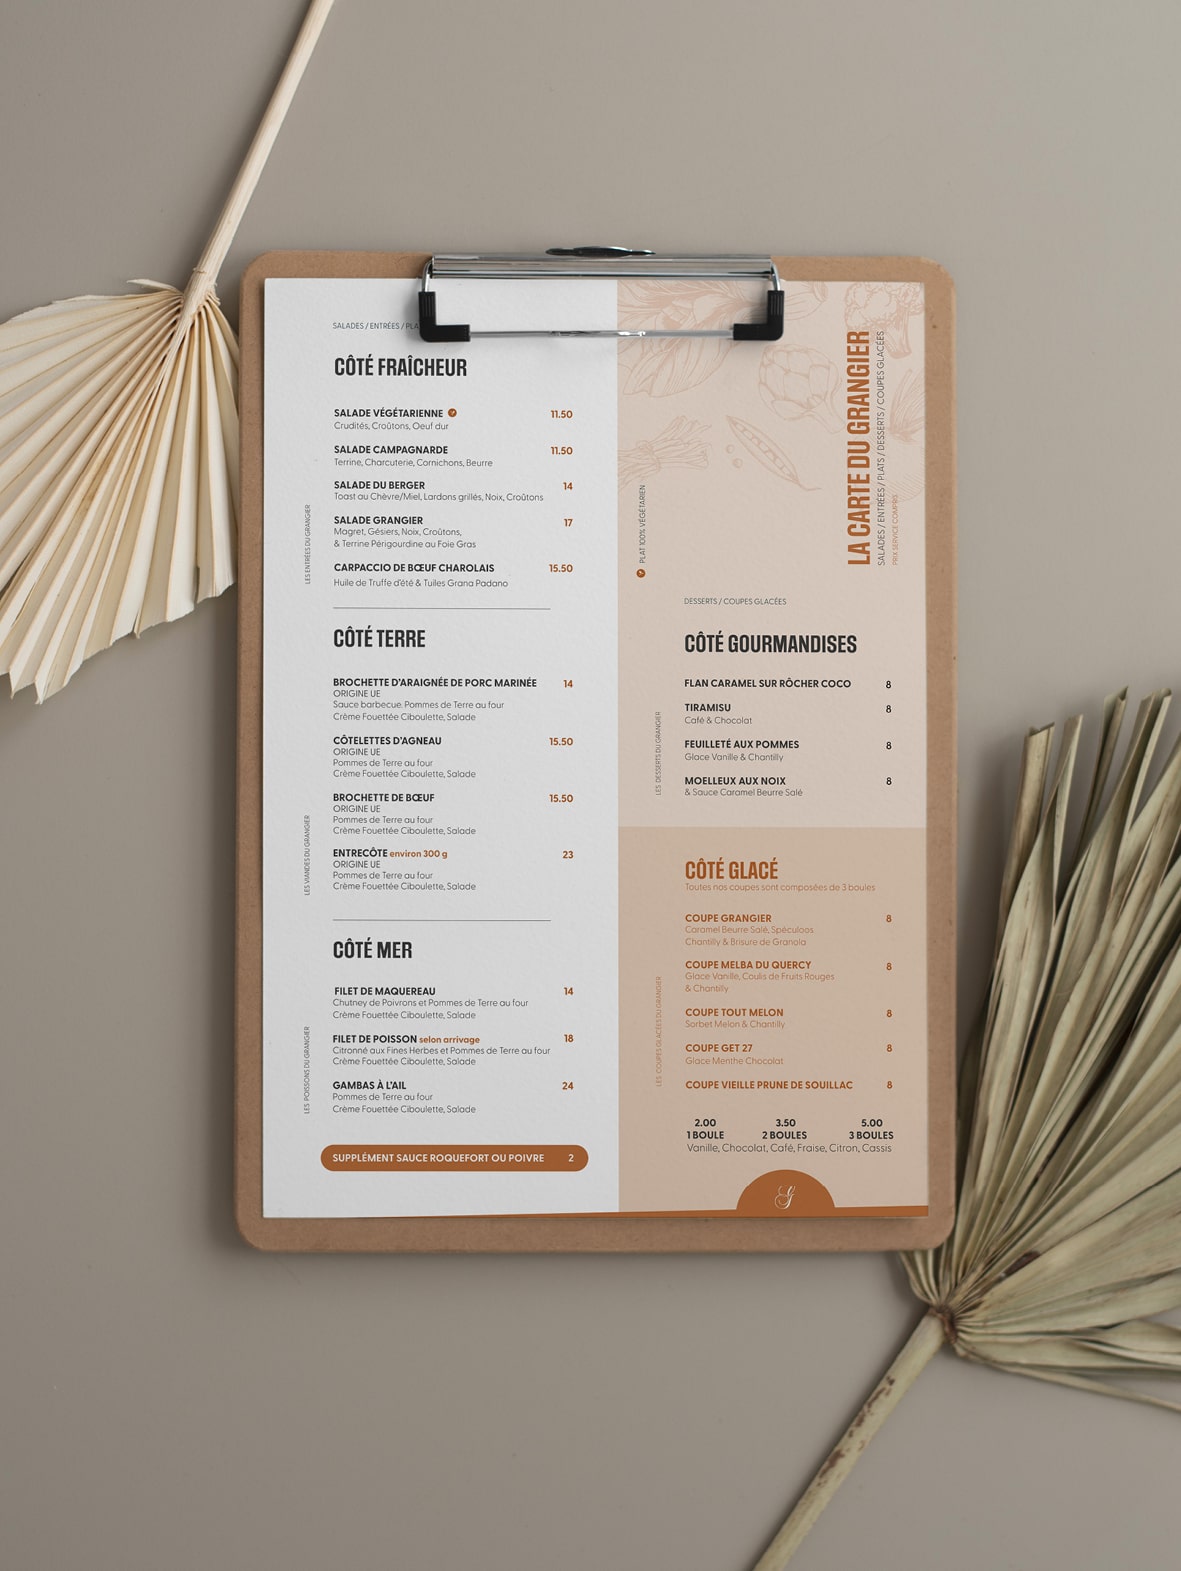 SALADES / ENTRÉES /
CÔTÉ FRAÎCHEUR
LES ENTRÉES DU GRANGIER
SALADE VÉGÉTARIENNE 11.50
Crudités, Croûtons, Oeuf dur
SALADE CAMPAGNARDE 11.50
Terrine, Charcuterie, Cornichons, Beurre
SALADE DU BERGER 14
Toast au Chèvre/Miel, Lardons grillés, Noix, Croûtons
SALADE GRANGIER 17
Magret, Gésiers, Noix, Croûtons,
& Terrine Périgourdine au Foie Gras
CARPACCIO DE BŒUF CHAROLAIS 15.50
Huile de Truffe d'été & Tuiles Grana Padano
CÔTÉ TERRE
LES VIANDES DU GRANGIER
BROCHETTE D'ARAIGNÉE DE PORC MARINÉE 14
ORIGINE UE
Sauce barbecue. Pommes de Terre au four
Crème Fouettée Ciboulette, Salade
CÔTELETTES D'AGNEAU 15.50
ORIGINE UE
Pommes de Terre au four
Crème Fouettée Ciboulette, Salade
BROCHETTE DE BŒUF 15.50
ORIGINE UE
Pommes de Terre au four
Crème Fouettée Ciboulette, Salade
ENTRECÔTE environ 300 g 23
ORIGINE UE
Pommes de Terre au four
Crème Fouettée Ciboulette, Salade
CÔTÉ MER
LES POISSONS DU GRANGIER
FILET DE MAQUEREAU 14
Chutney de Poivrons et Pommes de Terre au four
Crème Fouettée Ciboulette, Salade
FILET DE POISSON selon arrivage 18
Citronné aux Fines Herbes et Pommes de Terre au four
Crème Fouettée Ciboulette, Salade
GAMBAS À L'AIL 24
Pommes de Terre au four
Crème Fouettée Ciboulette, Salade
SUPPLÉMENT SAUCE ROQUEFORT OU POIVRE 2
LA CARTE DU GRANGIER
SALADES / ENTRÉES / PLATS / DESSERTS / COUPES GLACÉES
PRIX SERVICE COMPRIS
PLAT 100% VÉGÉTARIEN
DESSERTS / COUPES GLACÉES
CÔTÉ GOURMANDISES
LES DESSERTS DU GRANGIER
FLAN CARAMEL SUR RÔCHER COCO 8
TIRAMISU 8
Café & Chocolat
FEUILLETÉ AUX POMMES 8
Glace Vanille & Chantilly
MOELLEUX AUX NOIX 8
& Sauce Caramel Beurre Salé
CÔTÉ GLACÉ
Toutes nos coupes sont composées de 3 boules
LES COUPES GLACÉES DU GRANGIER
COUPE GRANGIER 8
Caramel Beurre Salé, Spéculoos
Chantilly & Brisure de Granola
COUPE MELBA DU QUERCY 8
Glace Vanille, Coulis de Fruits Rouges
& Chantilly
COUPE TOUT MELON 8
Sorbet Melon & Chantilly
COUPE GET 27 8
Glace Menthe Chocolat
COUPE VIEILLE PRUNE DE SOUILLAC 8
2.00 3.50 5.00
1 BOULE 2 BOULES 3 BOULES
Vanille, Chocolat, Café, Fraise, Citron, Cassis